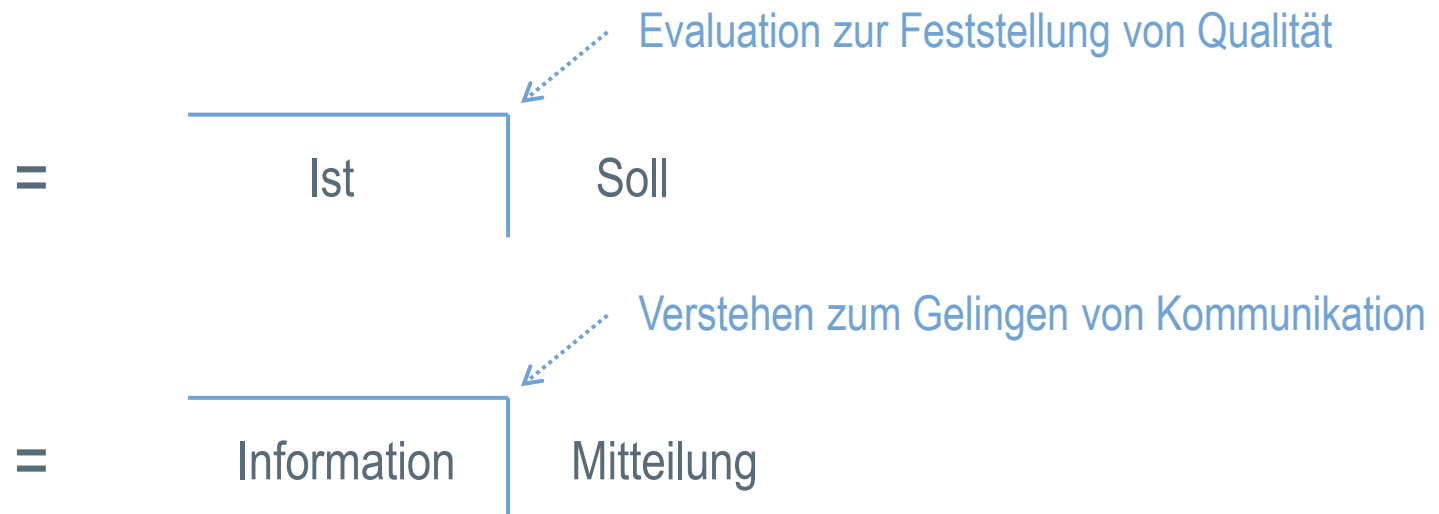 Evaluation zur Feststellung von Qualität
= Ist Soll
Verstehen zum Gelingen von Kommunikation
= Information Mitteilung